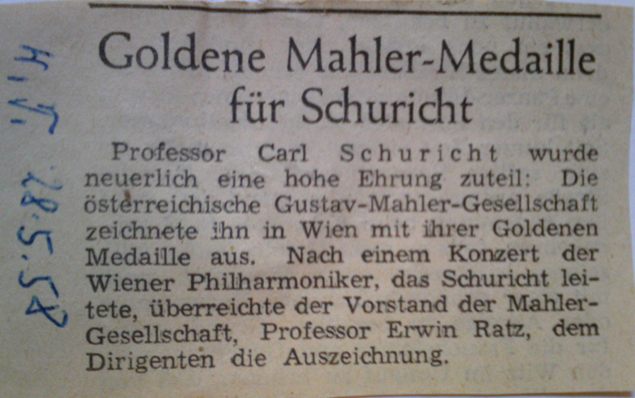 Goldene Mahler-Medaille
für Schuricht
Professor Carl Schuricht wurde
neuerlich eine hohe Ehrung zuteil: Die
österreichische Gustav-Mahler-Gesellschaft
zeichnete ihn in Wien mit ihrer Goldenen
Medaille aus. Nach einem Konzert der
Wiener Philharmoniker, das Schuricht lei-
tete, überreichte der Vorstand der Mahler-
Gesellschaft, Professor Erwin Ratz, dem
Dirigenten die Auszeichnung.
28.5.58